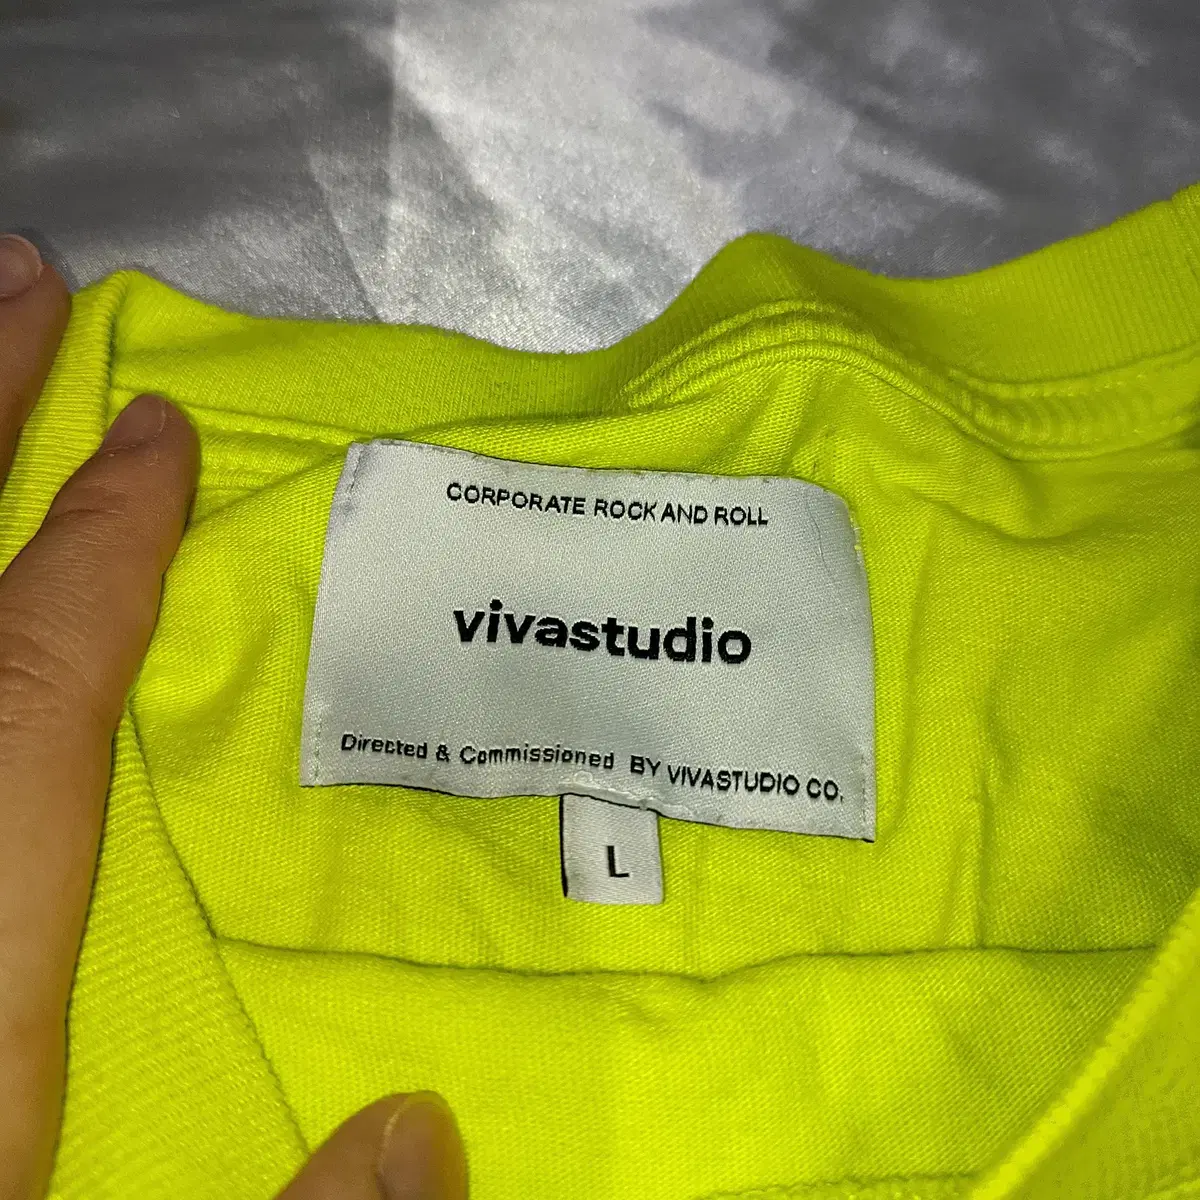 CORPORATE ROCK AND ROLL
vivastudio
Directed & Commissioned BY VIVASTUDIO CO.
L